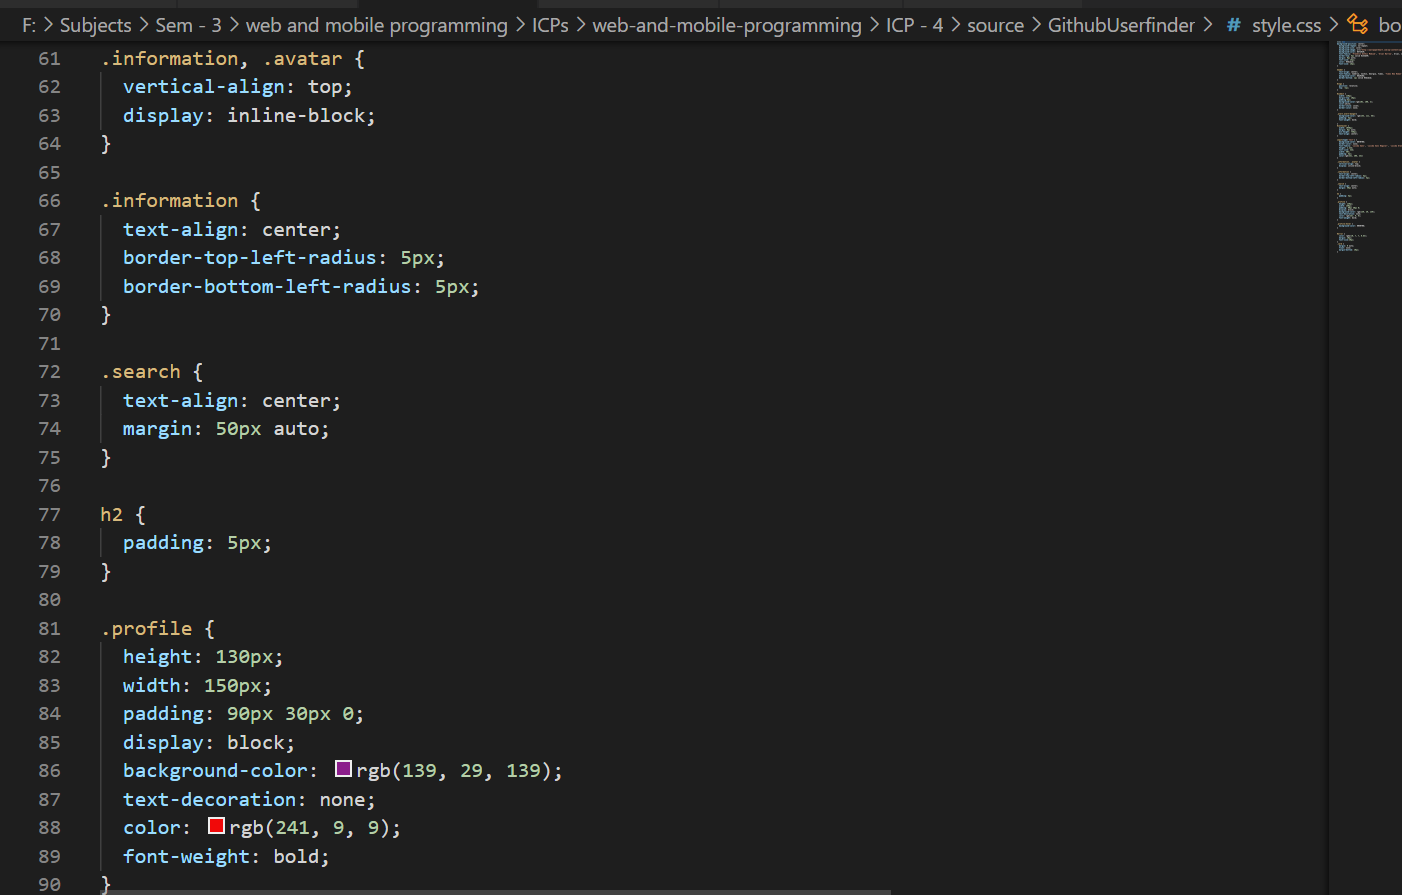 F: > Subjects > Sem - 3 > web and mobile programming > ICPs > web-and-mobile-programming > ICP - 4 > source > GithubUserfinder > # style.css > bo
61 .information, .avatar {
62   vertical-align: top;
63   display: inline-block;
64 }
65
66 .information {
67   text-align: center;
68   border-top-left-radius: 5px;
69   border-bottom-left-radius: 5px;
70 }
71
72 .search {
73   text-align: center;
74   margin: 50px auto;
75 }
76
77 h2 {
78   padding: 5px;
79 }
80
81 .profile {
82   height: 130px;
83   width: 150px;
84   padding: 90px 30px 0;
85   display: block;
86   background-color: rgb(139, 29, 139);
87   text-decoration: none;
88   color: rgb(241, 9, 9);
89   font-weight: bold;
90 }